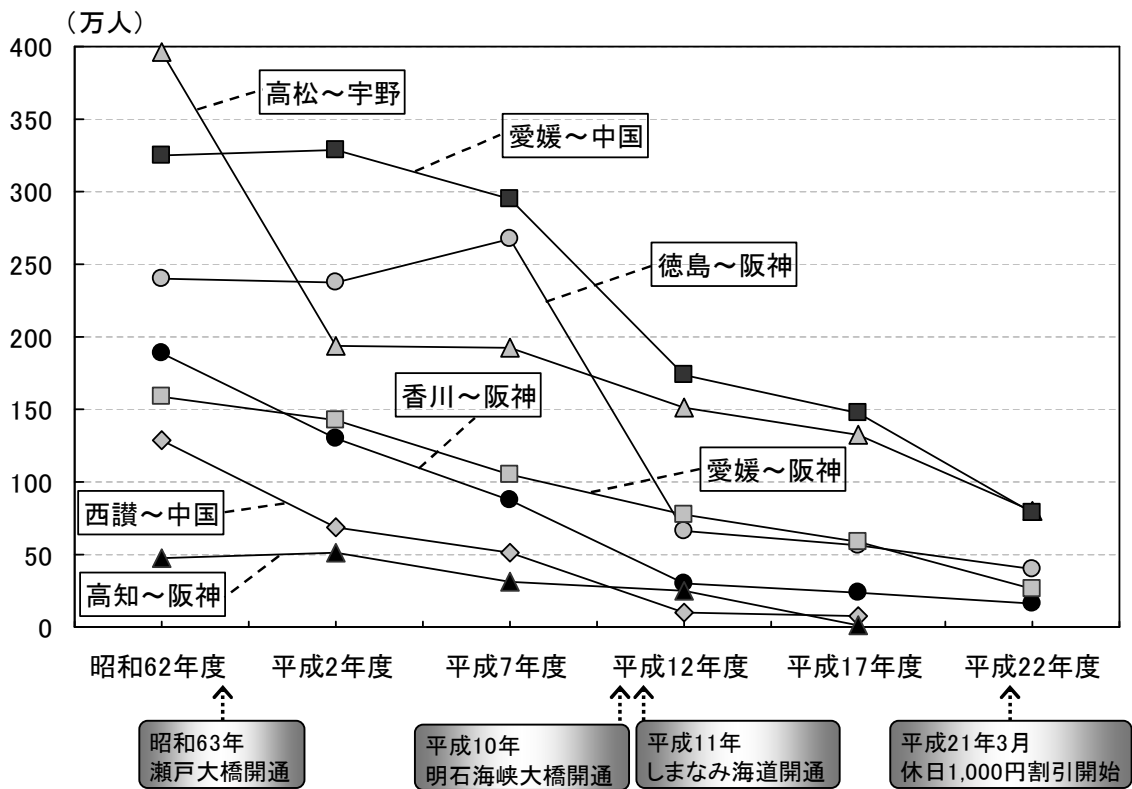 （万人）
400
350
300
250
200
150
100
50
0
高松～宇野
愛媛～中国
徳島～阪神
香川～阪神
愛媛～阪神
西讃～中国
高知～阪神
昭和62年度
平成2年度
平成7年度
平成12年度
平成17年度
平成22年度
昭和63年
瀬戸大橋開通
平成10年
明石海峡大橋開通
平成11年
しまなみ海道開通
平成21年3月
休日1,000円割引開始